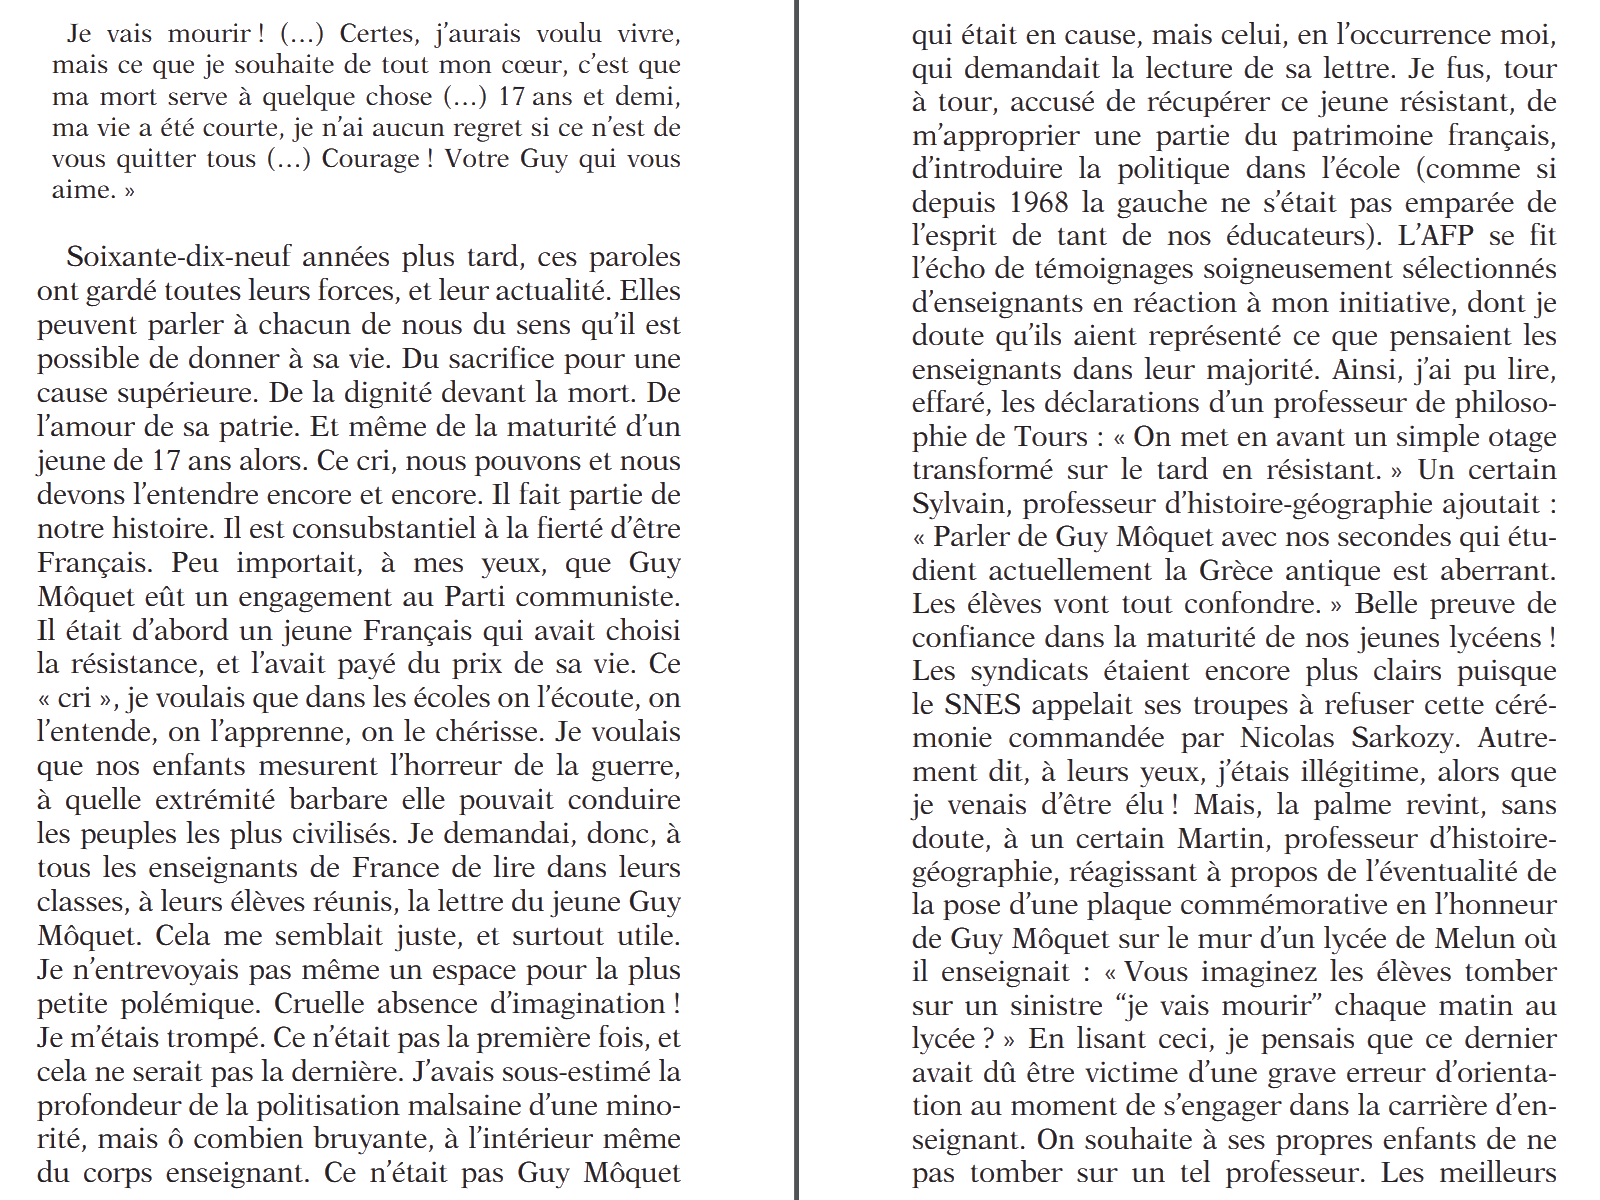 Je vais mourir ! (…) Certes, j’aurais voulu vivre,
mais ce que je souhaite de tout mon cœur, c’est que
ma mort serve à quelque chose (…) 17 ans et demi,
ma vie a été courte, je n’ai aucun regret si ce n’est de
vous quitter tous (…) Courage ! Votre Guy qui vous
aime. »
Soixante-dix-neuf années plus tard, ces paroles
ont gardé toutes leurs forces, et leur actualité. Elles
peuvent parler à chacun de nous du sens qu’il est
possible de donner à sa vie. Du sacrifice pour une
cause supérieure. De la dignité devant la mort. De
l’amour de sa patrie. Et même de la maturité d’un
jeune de 17 ans alors. Ce cri, nous pouvons et nous
devons l’entendre encore et encore. Il fait partie de
notre histoire. Il est consubstantiel à la fierté d’être
Français. Peu importait, à mes yeux, que Guy
Môquet eût un engagement au Parti communiste.
Il était d’abord un jeune Français qui avait choisi
la résistance, et l’avait payé du prix de sa vie. Ce
« cri », je voulais que dans les écoles on l’écoute, on
l’entende, on l’apprenne, on le chérisse. Je voulais
que nos enfants mesurent l’horreur de la guerre,
à quelle extrémité barbare elle pouvait conduire
les peuples les plus civilisés. Je demandai, donc, à
tous les enseignants de France de lire dans leurs
classes, à leurs élèves réunis, la lettre du jeune Guy
Môquet. Cela me semblait juste, et surtout utile.
Je n’entrevoyais pas même un espace pour la plus
petite polémique. Cruelle absence d’imagination !
Je m’étais trompé. Ce n’était pas la première fois, et
cela ne serait pas la dernière. J’avais sous-estimé la
profondeur de la politisation malsaine d’une mino-
rité, mais ô combien bruyante, à l’intérieur même
du corps enseignant. Ce n’était pas Guy Môquet
qui était en cause, mais celui, en l’occurrence moi,
qui demandait la lecture de sa lettre. Je fus, tour
à tour, accusé de récupérer ce jeune résistant, de
m’approprier une partie du patrimoine français,
d’introduire la politique dans l’école (comme si
depuis 1968 la gauche ne s’était pas emparée de
l’esprit de tant de nos éducateurs). L’AFP se fit
l’écho de témoignages soigneusement sélectionnés
d’enseignants en réaction à mon initiative, dont je
doute qu’ils aient représenté ce que pensaient les
enseignants dans leur majorité. Ainsi, j’ai pu lire,
effaré, les déclarations d’un professeur de philoso-
phie de Tours : « On met en avant un simple otage
transformé sur le tard en résistant. » Un certain
Sylvain, professeur d’histoire-géographie ajoutait :
« Parler de Guy Môquet avec nos secondes qui étu-
dient actuellement la Grèce antique est aberrant.
Les élèves vont tout confondre. » Belle preuve de
confiance dans la maturité de nos jeunes lycéens !
Les syndicats étaient encore plus clairs puisque
le SNES appelait ses troupes à refuser cette céré-
monie commandée par Nicolas Sarkozy. Autre-
ment dit, à leurs yeux, j’étais illégitime, alors que
je venais d’être élu ! Mais, la palme revint, sans
doute, à un certain Martin, professeur d’histoire-
géographie, réagissant à propos de l’éventualité de
la pose d’une plaque commémorative en l’honneur
de Guy Môquet sur le mur d’un lycée de Melun où
il enseignait : « Vous imaginez les élèves tomber
sur un sinistre “je vais mourir” chaque matin au
lycée ? » En lisant ceci, je pensais que ce dernier
avait dû être victime d’une grave erreur d’orienta-
tion au moment de s’engager dans la carrière d’en-
seignant. On souhaite à ses propres enfants de ne
pas tomber sur un tel professeur. Les meilleurs